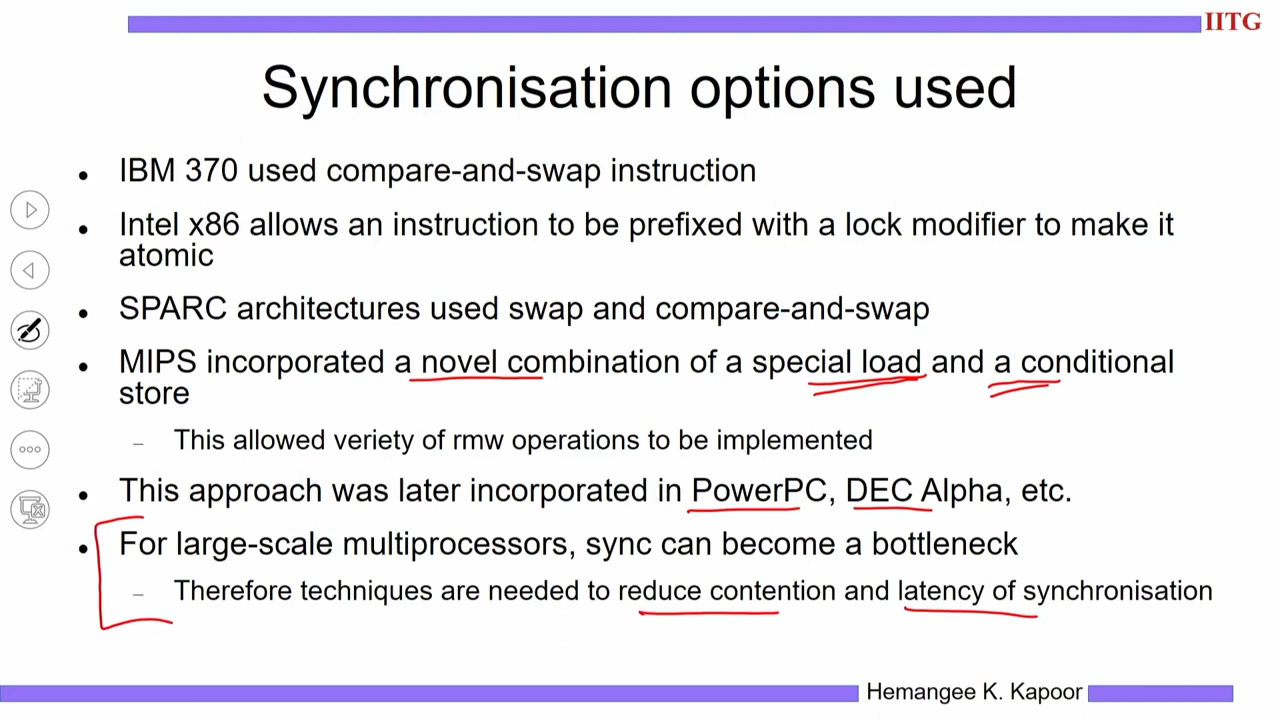 IITG
Synchronisation options used
• IBM 370 used compare-and-swap instruction
• Intel x86 allows an instruction to be prefixed with a lock modifier to make it
atomic
• SPARC architectures used swap and compare-and-swap
• MIPS incorporated a novel combination of a special load and a conditional
store
– This allowed veriety of rmw operations to be implemented
• This approach was later incorporated in PowerPC, DEC Alpha, etc.
• For large-scale multiprocessors, sync can become a bottleneck
– Therefore techniques are needed to reduce contention and latency of synchronisation
Hemangee K. Kapoor